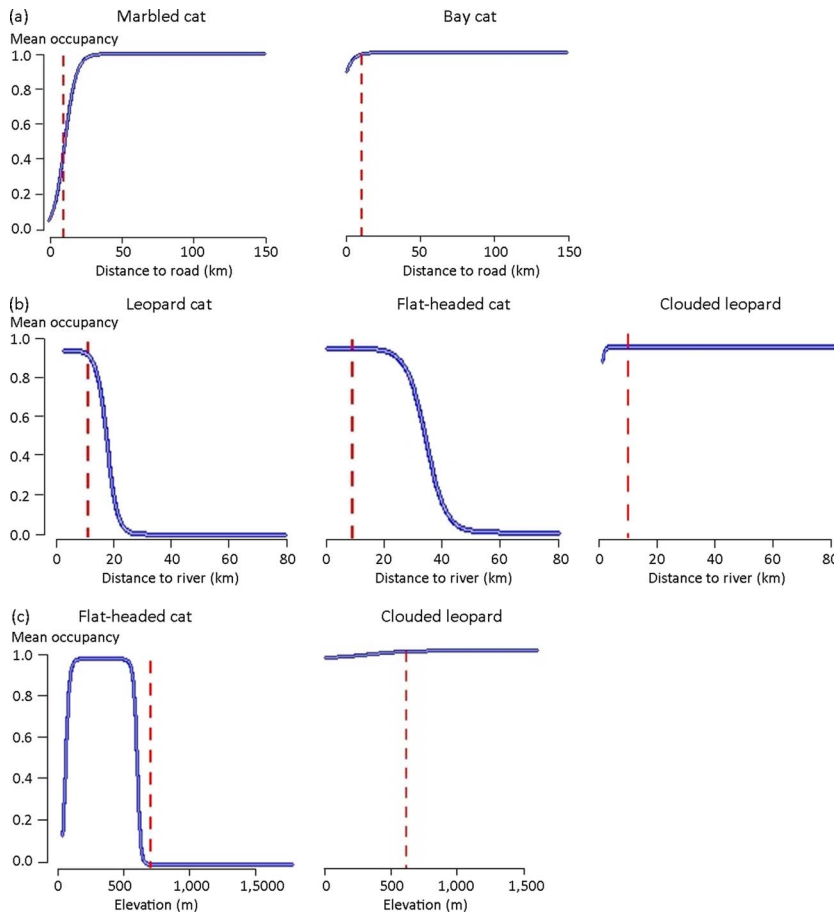 (a) Marbled cat Bay cat
Mean occupancy
1.0
0.8
0.6
0.4
0.2
0.0
0 50 100 150 0 50 100 150
Distance to road (km) Distance to road (km)
(b) Leopard cat Flat-headed cat Clouded leopard
Mean occupancy
1.0
0.8
0.6
0.4
0.2
0.0
0 20 40 60 80 0 20 40 60 80 0 20 40 60 80
Distance to river (km) Distance to river (km) Distance to river (km)
(c) Flat-headed cat Clouded leopard
Mean occupancy
1.0
0.8
0.6
0.4
0.2
0.0
0 500 1,000 1,5000 0 500 1,000 1,500
Elevation (m) Elevation (m)